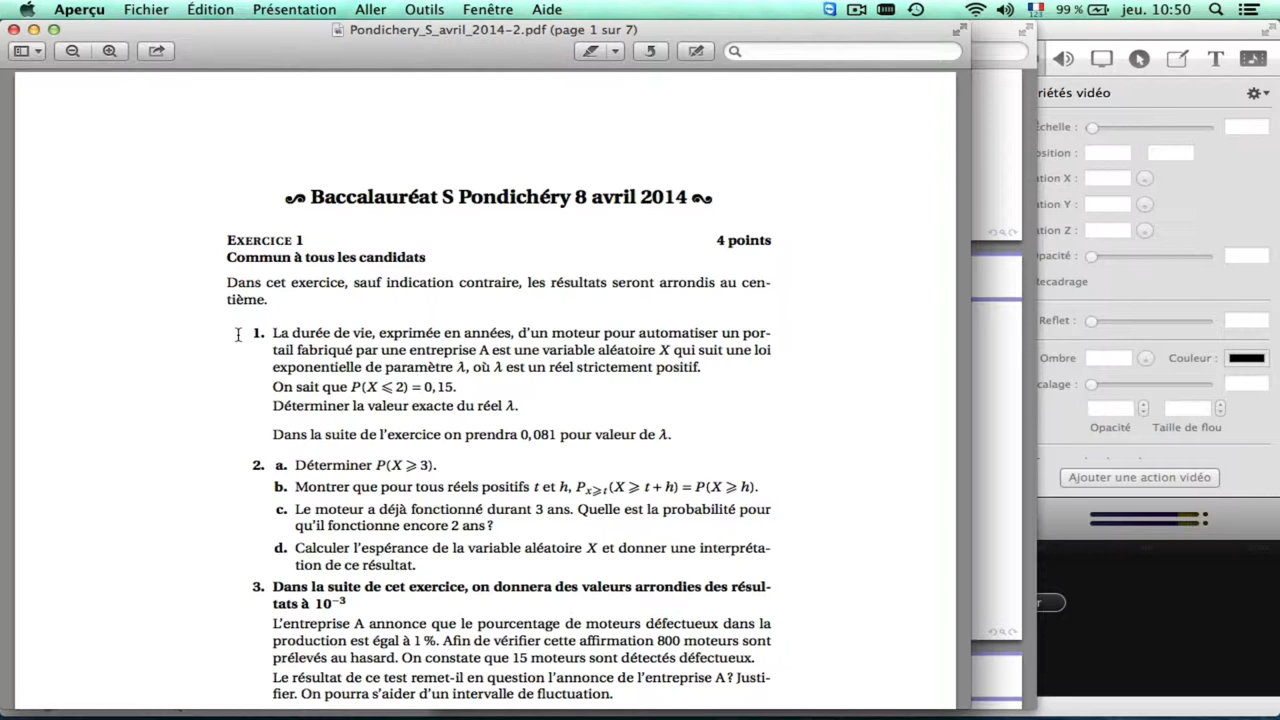 Aperçu Fichier Édition Présentation Aller Outils Fenêtre Aide 123 99 % jeu. 10:50
Pondichery_S_avril_2014-2.pdf (page 1 sur 7)
Baccalauréat S Pondichéry 8 avril 2014
EXERCICE 1 4 points
Commun à tous les candidats
Dans cet exercice, sauf indication contraire, les résultats seront arrondis au cen-
tième.
1. La durée de vie, exprimée en années, d'un moteur pour automatiser un por-
tail fabriqué par une entreprise A est une variable aléatoire X qui suit une loi
exponentielle de paramètre λ, où λ est un réel strictement positif.
On sait que P(X ⩽ 2) = 0,15.
Déterminer la valeur exacte du réel λ.
Dans la suite de l'exercice on prendra 0,081 pour valeur de λ.
2. a. Déterminer P(X ⩾ 3).
b. Montrer que pour tous réels positifs t et h, P_{x⩾t}(X ⩾ t + h) = P(X ⩾ h).
c. Le moteur a déjà fonctionné durant 3 ans. Quelle est la probabilité pour
qu'il fonctionne encore 2 ans ?
d. Calculer l'espérance de la variable aléatoire X et donner une interpréta-
tion de ce résultat.
3. Dans la suite de cet exercice, on donnera des valeurs arrondies des résul-
tats à 10⁻³
L'entreprise A annonce que le pourcentage de moteurs défectueux dans la
production est égal à 1 %. Afin de vérifier cette affirmation 800 moteurs sont
prélevés au hasard. On constate que 15 moteurs sont détectés défectueux.
Le résultat de ce test remet-il en question l'annonce de l'entreprise A ? Justi-
fier. On pourra s'aider d'un intervalle de fluctuation.
riétés vidéo
Échelle :
osition :
ation X :
ation Y :
ation Z :
Opacité :
Recadrage
Reflet :
Ombre Couleur :
calage :
Opacité Taille de flou
Ajouter une action vidéo
r